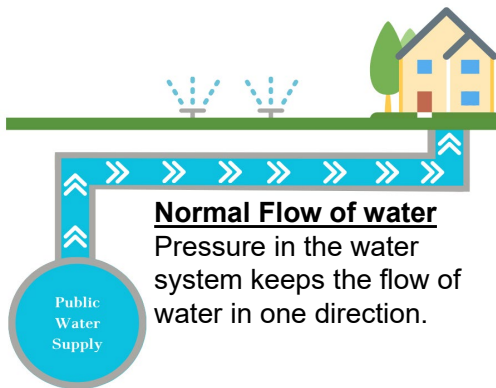 Normal Flow of water
Pressure in the water
system keeps the flow of
water in one direction.
Public
Water
Supply